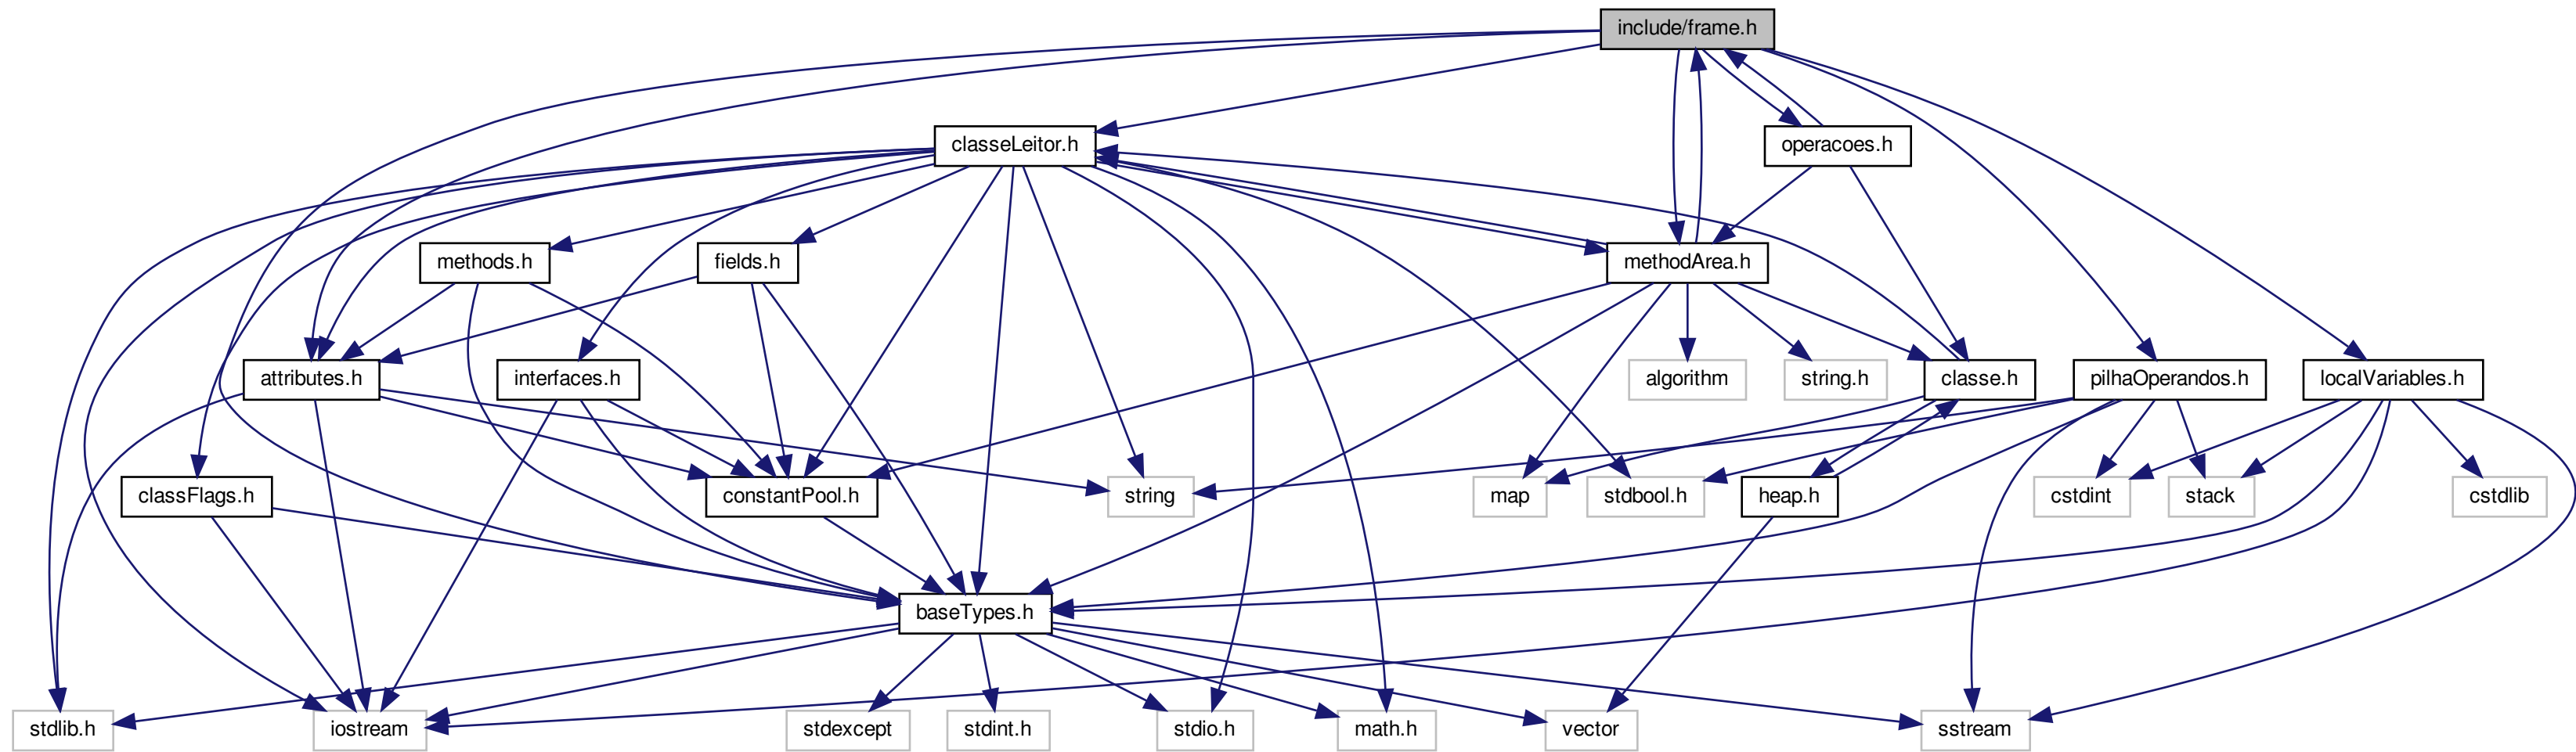 include/frame.h
classeLeitor.h
operacoes.h
methods.h
fields.h
methodArea.h
attributes.h
interfaces.h
algorithm
string.h
classe.h
pilhaOperandos.h
localVariables.h
classFlags.h
constantPool.h
string
map
stdbool.h
heap.h
cstdint
stack
cstdlib
baseTypes.h
stdlib.h
iostream
stdexcept
stdint.h
stdio.h
math.h
vector
sstream